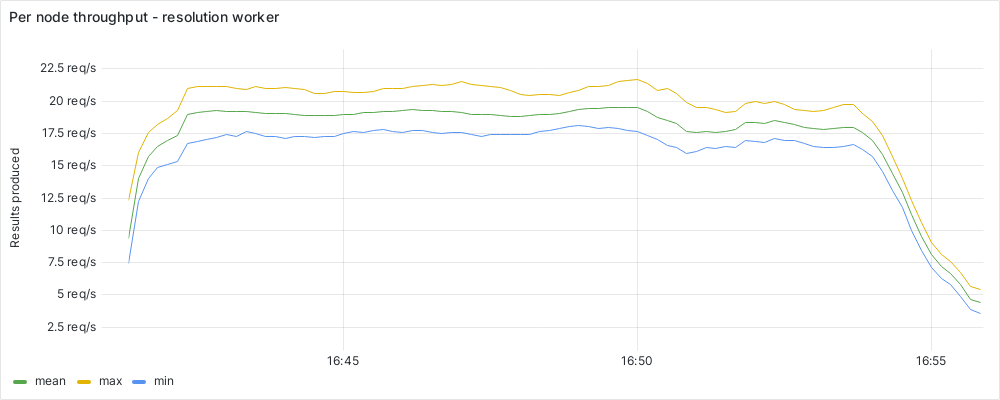 Per node throughput - resolution worker
Results produced
22.5 req/s
20 req/s
17.5 req/s
15 req/s
12.5 req/s
10 req/s
7.5 req/s
5 req/s
2.5 req/s
16:45 16:50 16:55
mean max min